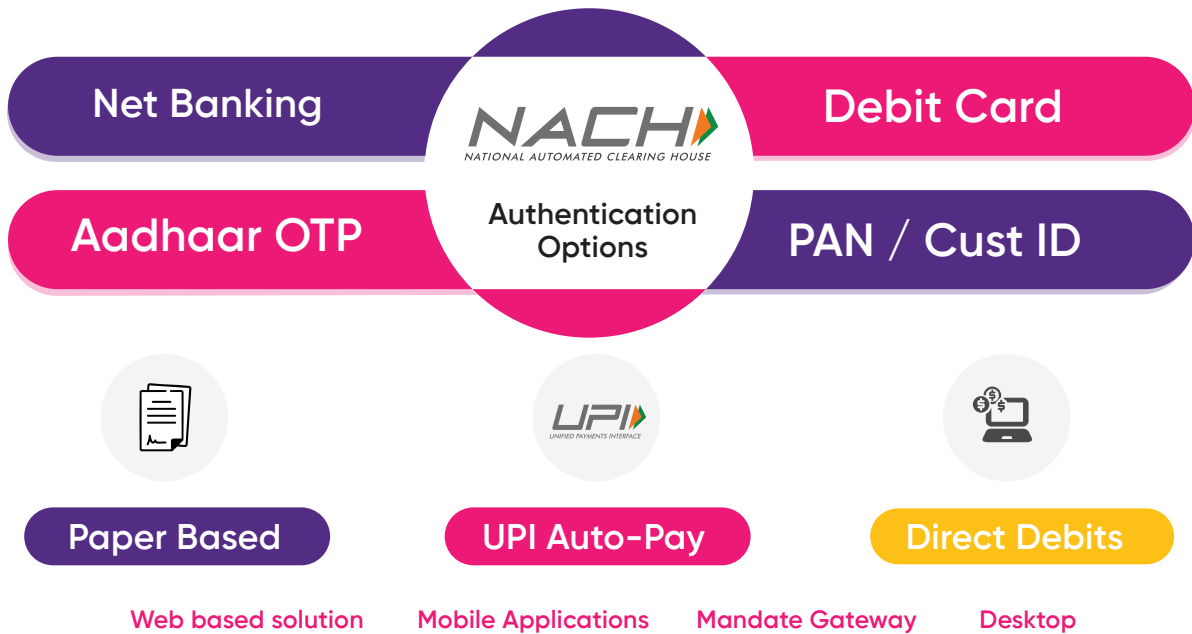 Net Banking
NACH
NATIONAL AUTOMATED CLEARING HOUSE
Debit Card
Aadhaar OTP
Authentication
Options
PAN / Cust ID
UPI
UNIFIED PAYMENTS INTERFACE
Paper Based
UPI Auto-Pay
Direct Debits
Web based solution
Mobile Applications
Mandate Gateway
Desktop